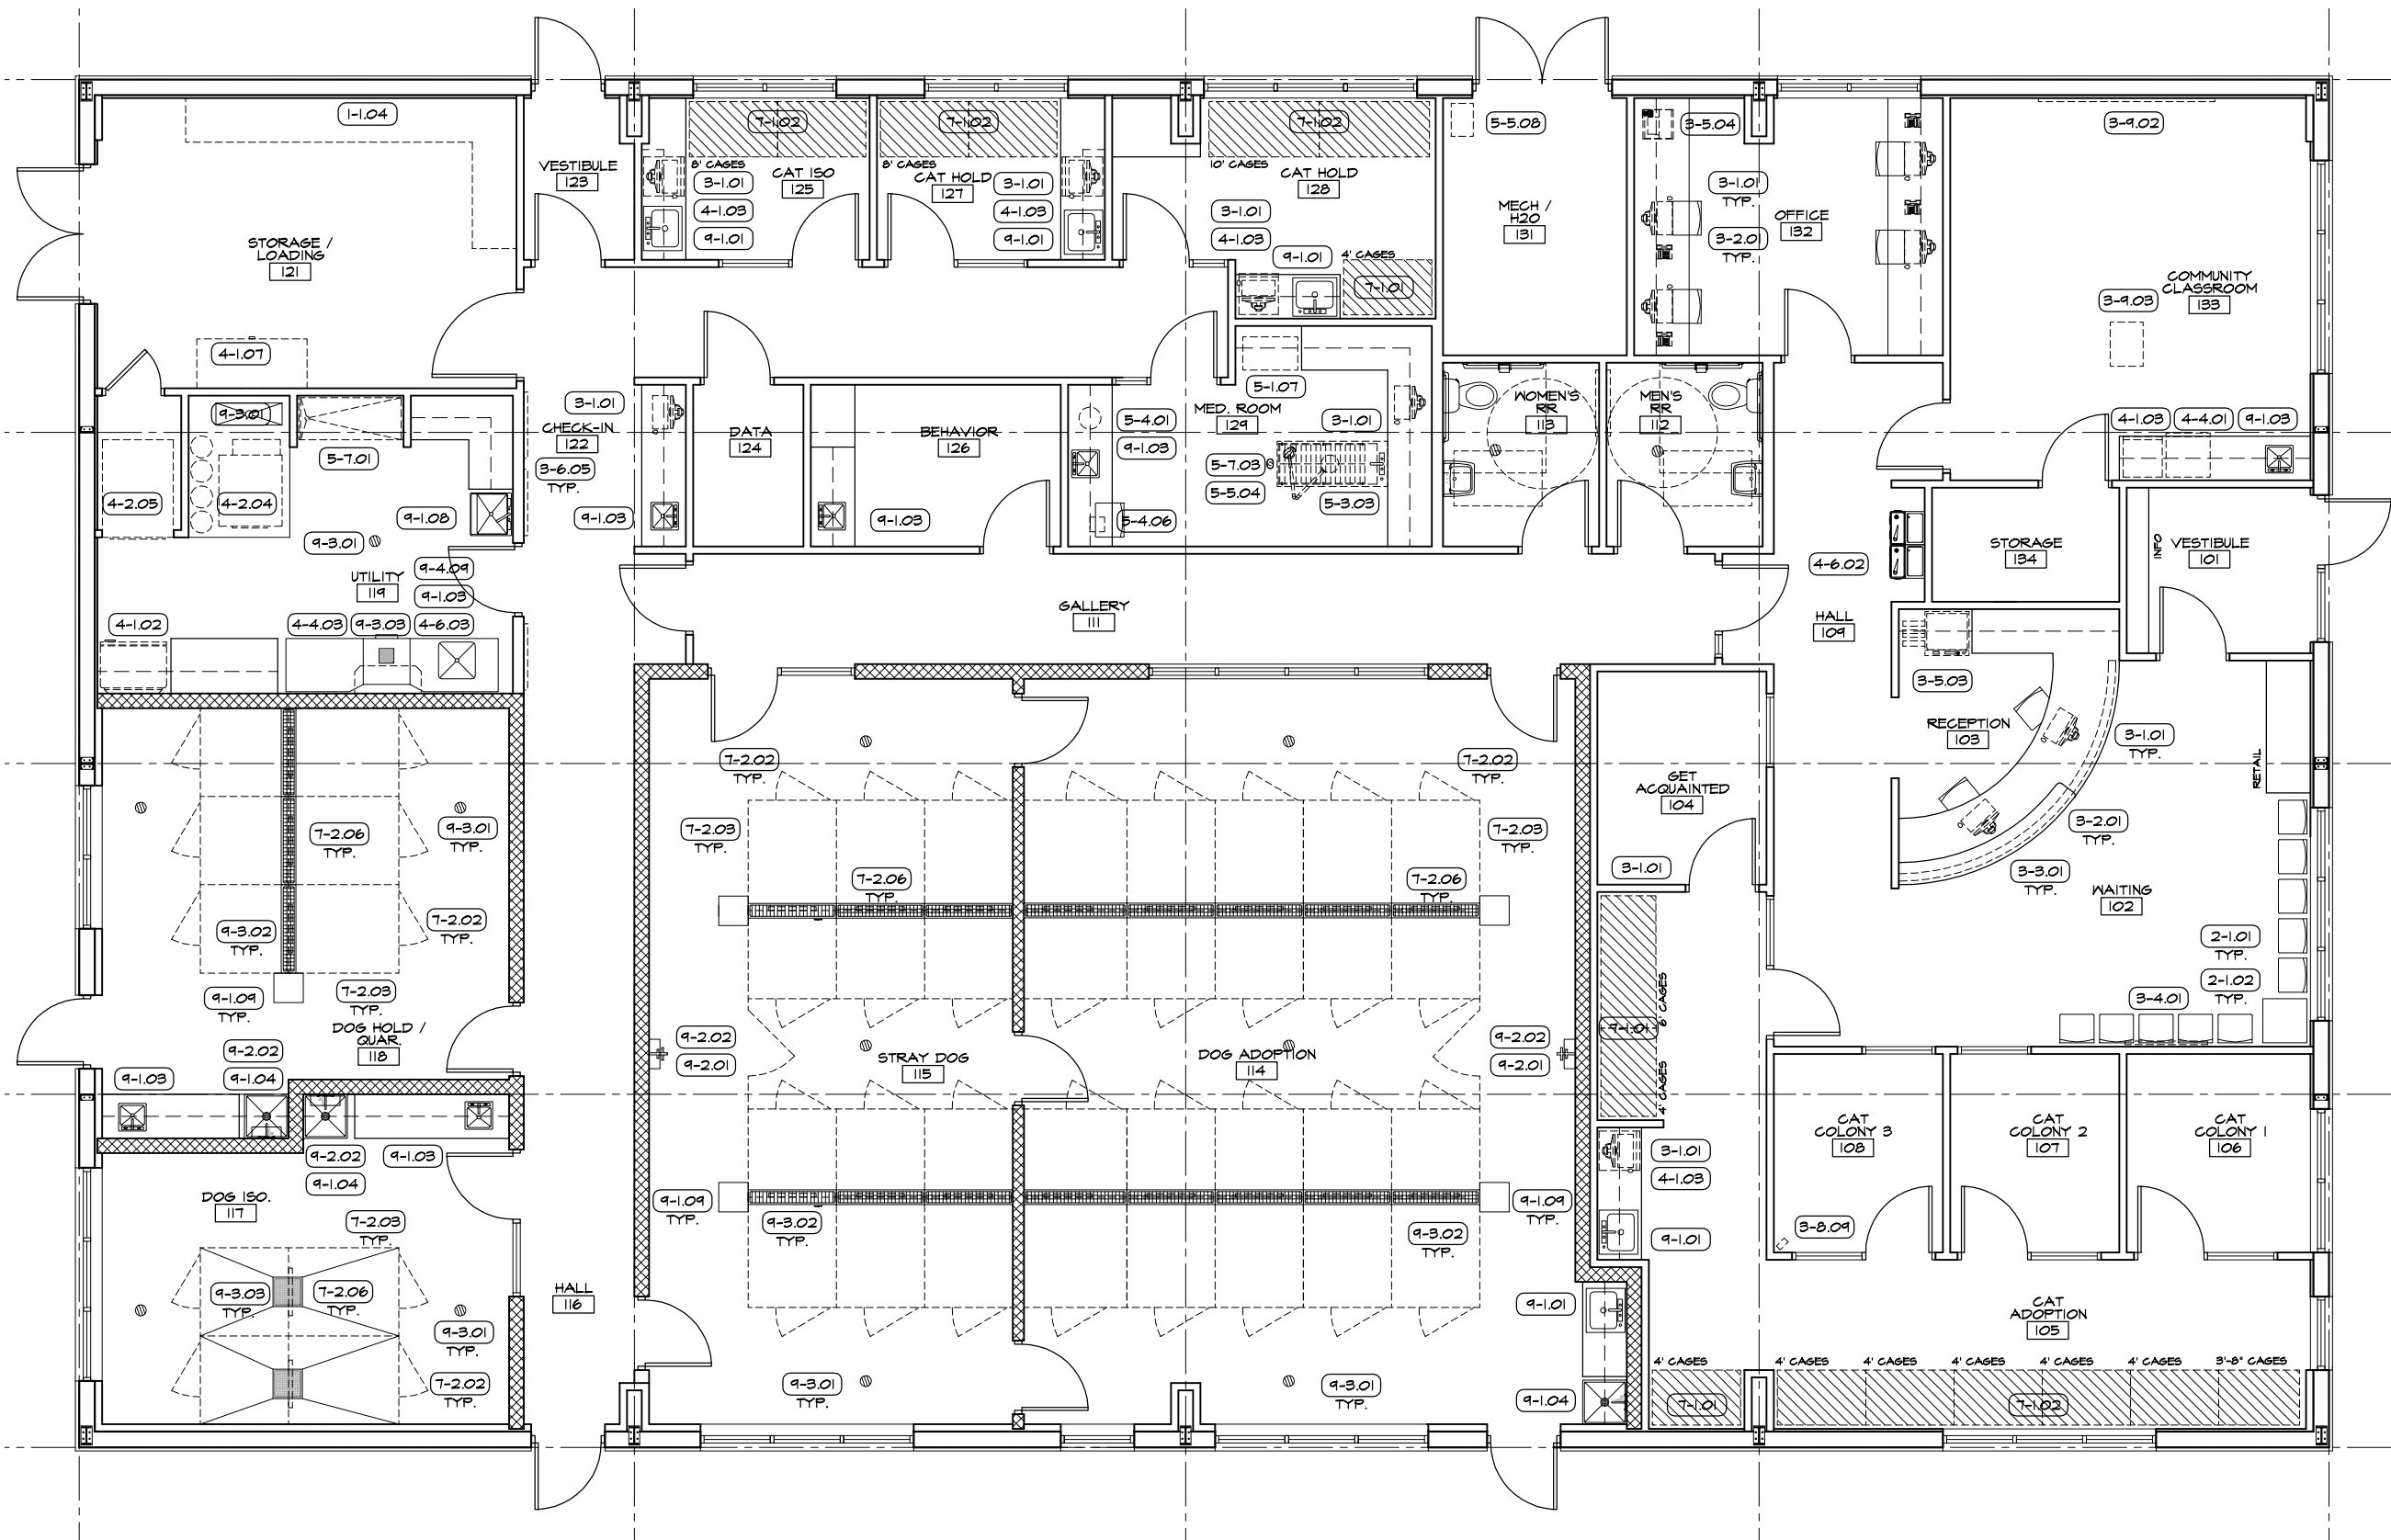 1-1.04
7-1.02
7-1.02
7-1.02
5-5.08
3-5.04
3-9.02
VESTIBULE
123
8' CAGES
CAT ISO
125
3-1.01
4-1.03
9-1.01
8' CAGES
CAT HOLD
127
3-1.01
4-1.03
9-1.01
10' CAGES
CAT HOLD
128
3-1.01
4-1.03
9-1.01
4' CAGES
7-1.01
MECH /
H2O
131
3-1.01
TYP.
OFFICE
132
3-2.01
TYP.
STORAGE /
LOADING
121
COMMUNITY
CLASSROOM
133
3-9.03
4-1.07
9-3.01
5-7.01
4-2.05
4-2.04
9-1.08
9-3.01
3-1.01
CHECK-IN
122
3-6.05
TYP.
9-1.03
DATA
124
BEHAVIOR
126
9-1.03
5-1.07
MED. ROOM
129
5-4.01
9-1.03
3-1.01
5-7.03
5-5.04
5-3.03
5-4.06
WOMEN'S
RR
113
MEN'S
RR
112
4-1.03
4-4.01
9-1.03
STORAGE
134
INFO
VESTIBULE
101
4-6.02
UTILITY
119
9-4.09
9-1.03
4-1.02
4-4.03
9-3.03
4-6.03
GALLERY
111
HALL
109
3-5.03
RECEPTION
103
3-1.01
TYP.
RETAIL
3-2.01
TYP.
3-3.01
TYP.
WAITING
102
2-1.01
TYP.
2-1.02
TYP.
3-4.01
GET
ACQUAINTED
104
3-1.01
7-2.06
TYP.
9-3.01
TYP.
9-3.02
TYP.
7-2.02
TYP.
9-1.09
TYP.
7-2.03
TYP.
DOG HOLD /
QUAR.
118
9-2.02
9-1.04
9-1.03
9-2.02
9-1.04
9-1.03
DOG ISO.
117
7-2.03
TYP.
9-3.03
TYP.
7-2.06
TYP.
9-3.01
TYP.
7-2.02
TYP.
HALL
116
7-2.02
TYP.
7-2.02
TYP.
7-2.03
TYP.
7-2.03
TYP.
7-2.06
TYP.
7-2.06
TYP.
9-2.02
9-2.01
STRAY DOG
115
DOG ADOPTION
114
9-2.02
9-2.01
9-1.09
TYP.
9-3.02
TYP.
9-3.02
TYP.
9-1.09
TYP.
9-3.01
TYP.
9-3.01
TYP.
9-1.01
9-1.04
6' CAGES
7-1.01
4' CAGES
3-1.01
4-1.03
9-1.01
CAT
COLONY 3
108
CAT
COLONY 2
107
CAT
COLONY 1
106
3-8.09
CAT
ADOPTION
105
4' CAGES
4' CAGES
4' CAGES
4' CAGES
4' CAGES
4' CAGES
3'-8" CAGES
7-1.01
7-1.02